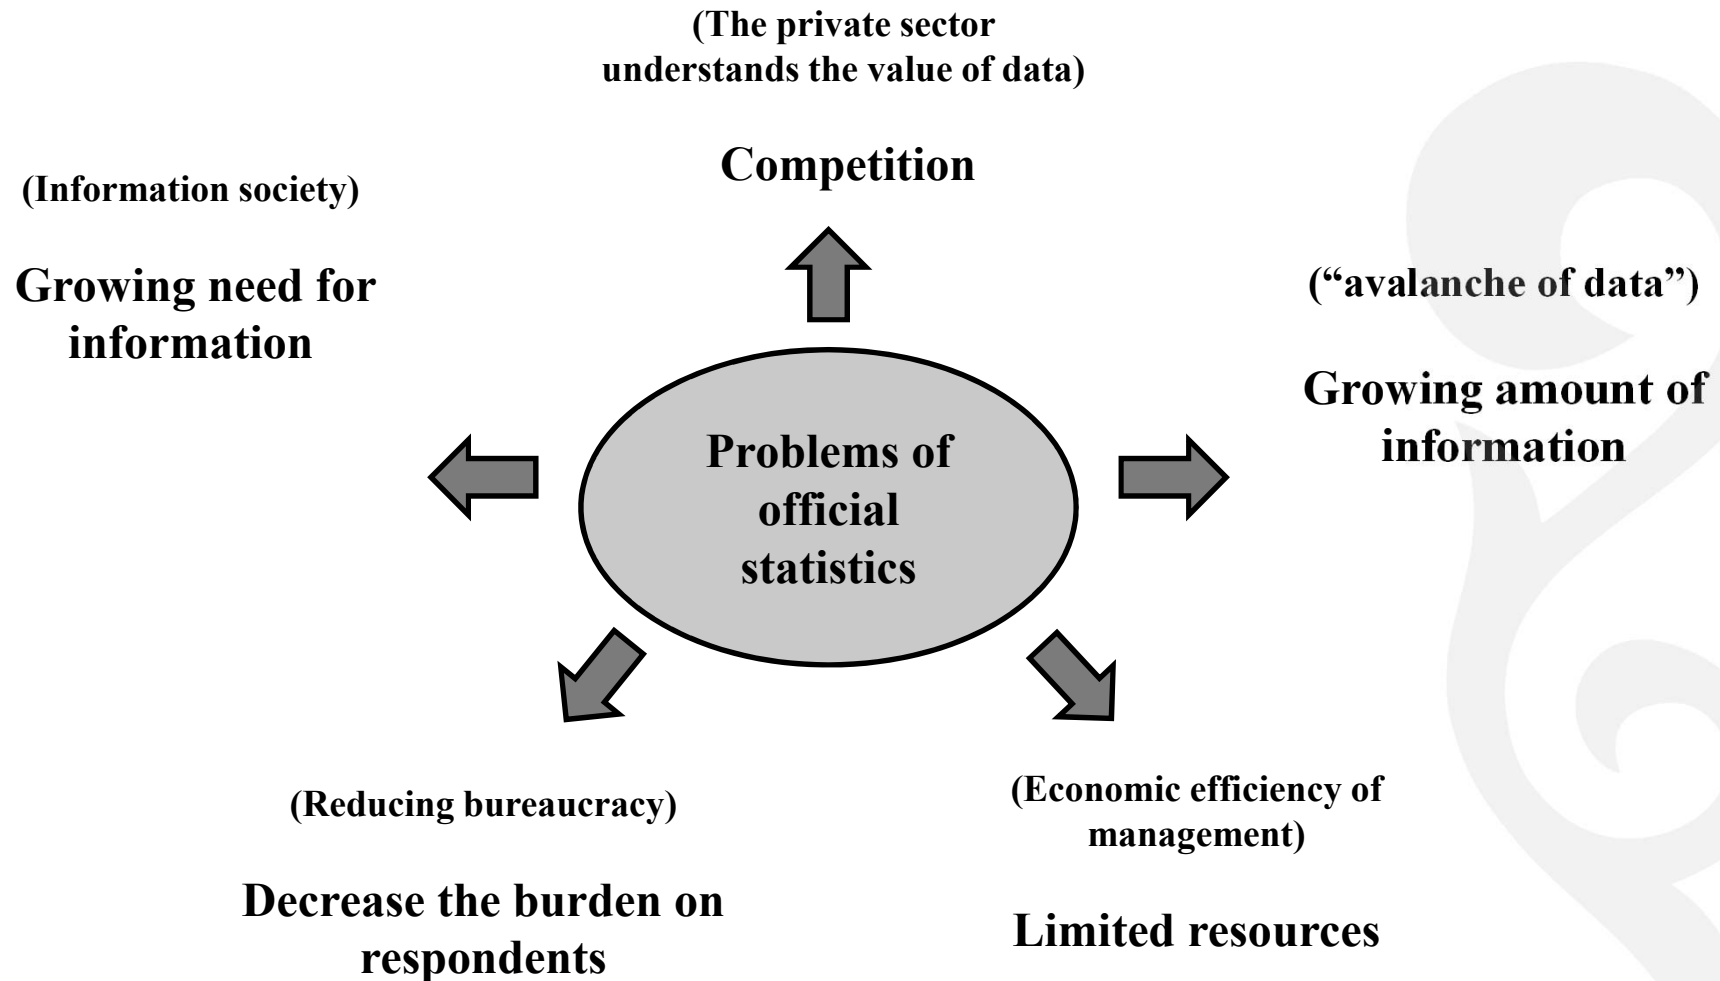 (The private sector
understands the value of data)
Competition
(Information society)
Growing need for
information
(“avalanche of data”)
Growing amount of
information
Problems of
official
statistics
(Reducing bureaucracy)
Decrease the burden on
respondents
(Economic efficiency of
management)
Limited resources